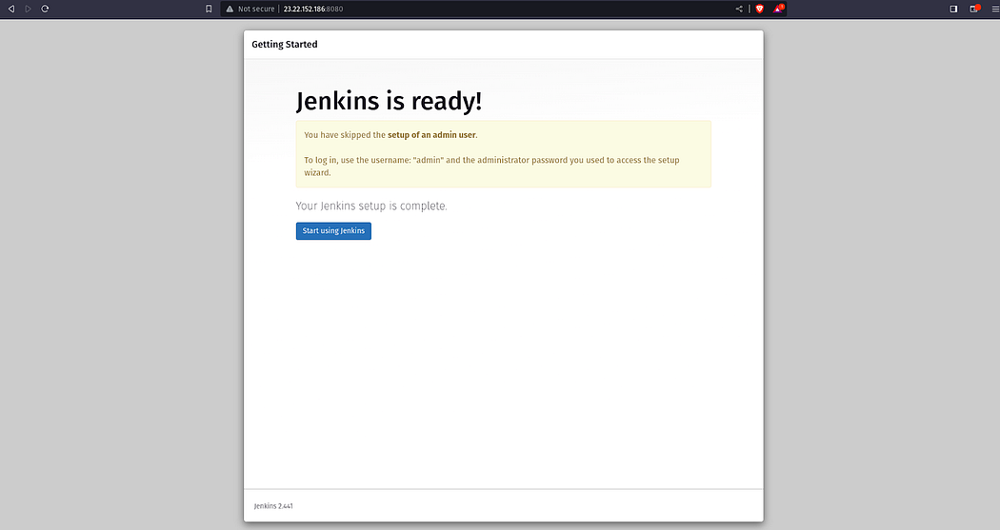 Not secure | 23.22.152.186:8080
Getting Started
Jenkins is ready!
You have skipped the setup of an admin user.
To log in, use the username: "admin" and the administrator password you used to access the setup
wizard.
Your Jenkins setup is complete.
Start using Jenkins
Jenkins 2.441